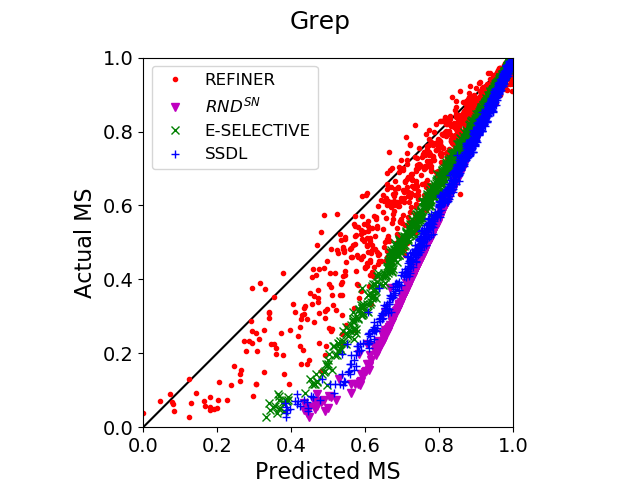 Grep
REFINER
RND^{SN}
E-SELECTIVE
SSDL
Actual MS
1.0
0.8
0.6
0.4
0.2
0.0
0.0 0.2 0.4 0.6 0.8 1.0
Predicted MS